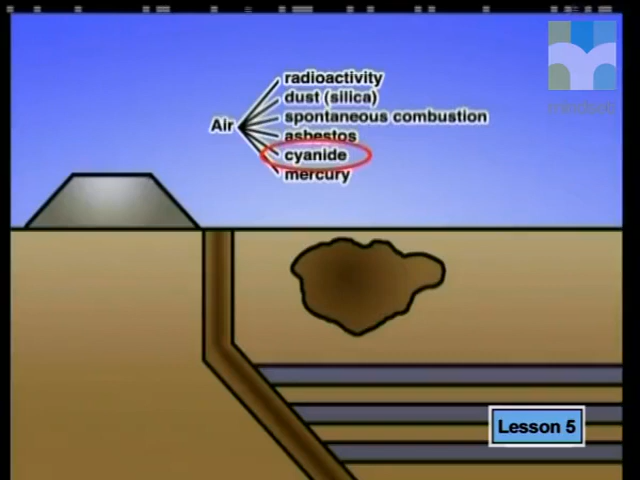 radioactivity
dust (silica)
spontaneous combustion
Air
asbestos
cyanide
mercury
Lesson 5